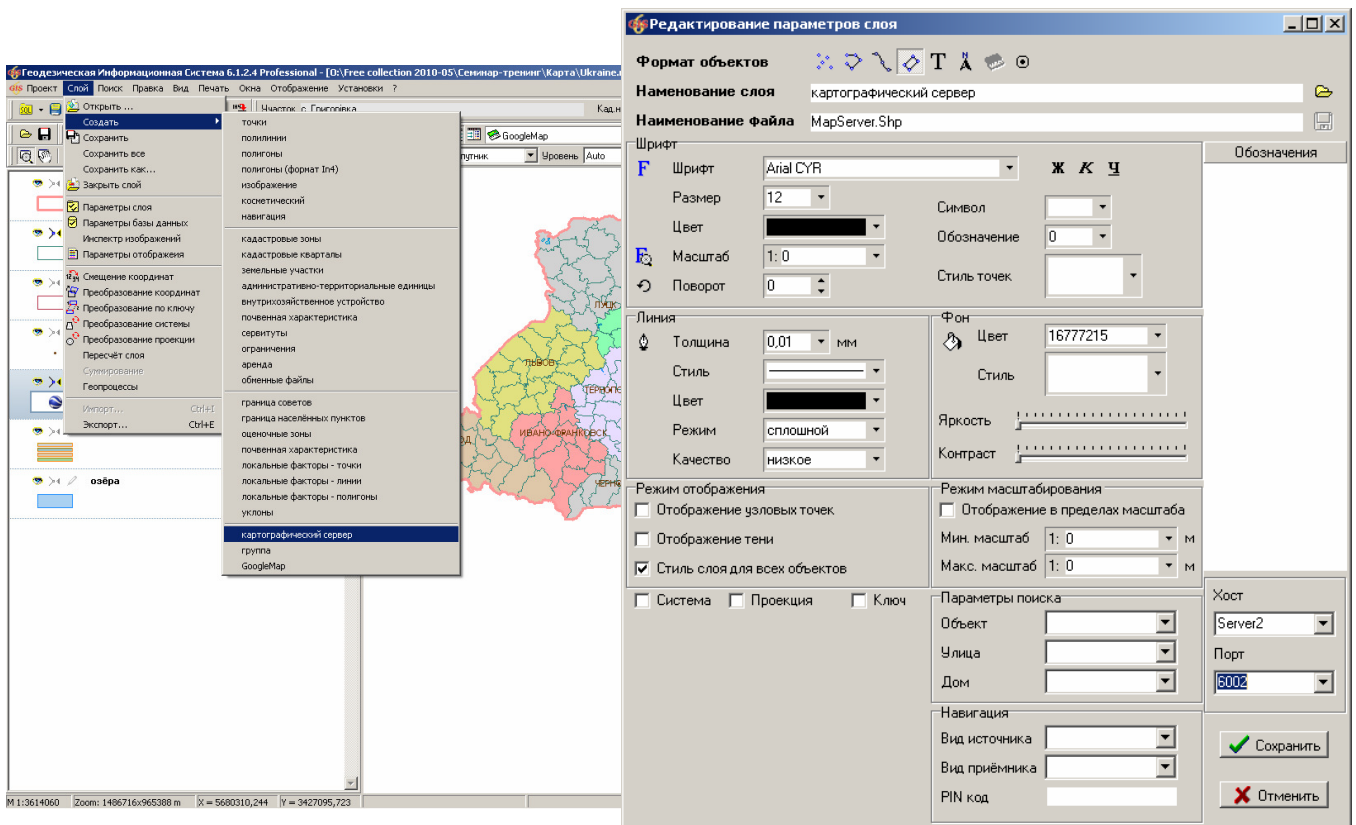 Геодезическая Информационная Система 6.1.2.4 Professional - [O:\Free collection 2010-05\Семинар-тренинг\Карта\Ukraine.
GIS Проект Слой Поиск Правка Вид Печать Окна Отображение Установки ?
SQL
Участок с. Григорівка
Кад.н
GoogleMap
путник
Уровень Auto
Открыть ...
Создать
Сохранить
Сохранить все
Сохранить как...
Закрыть слой
Параметры слоя
Параметры базы данных
Инспектор изображений
Параметры отображеия
Смещение координат
Преобразование координат
Преобразование по ключу
Преобразование системы
Преобразование проекции
Пересчёт слоя
Суммирование
Геопроцессы
Импорт... Ctrl+I
Экспорт... Ctrl+E
точки
полилинии
полигоны
полигоны (формат In4)
изображение
косметический
навигация
кадастровые зоны
кадастровые кварталы
земельные участки
административно-территориальные единицы
внутрихозяйственное устройство
почвенная характеристика
сервитуты
ограничения
аренда
обменные файлы
граница советов
граница населённых пунктов
оценочные зоны
почвенная характеристика
локальные факторы - точки
локальные факторы - линии
локальные факторы - полигоны
уклоны
картографический сервер
группа
GoogleMap
озёра
ЛУЦК
ЛЬВОВ
ТЕРНОПО
ИВАНО-ФРАНКОВСК
ОД
ЧЕРНО
M 1:3614060 Zoom: 1486716x965388 m X = 5680310,244 Y = 3427095,723
Редактирование параметров слоя
Формат объектов
T
N
A
Наменование слоя картографический сервер
Наименование файла MapServer.Shp
Шрифт
F Шрифт Arial CYR Ж К Ч
Размер 12
Цвет
Масштаб 1: 0
Поворот 0
Символ
Обозначение 0
Стиль точек
Обозначения
Линия
Толщина 0,01 мм
Стиль
Цвет
Режим сплошной
Качество низкое
Фон
Цвет 16777215
Стиль
Яркость
Контраст
Режим отображения
Отображение узловых точек
Отображение тени
Стиль слоя для всех объектов
Режим масштабирования
Отображение в пределах масштаба
Мин. масштаб 1: 0 м
Макс. масштаб 1: 0 м
Система Проекция Ключ
Параметры поиска
Объект
Улица
Дом
Хост
Server2
Порт
6002
Навигация
Вид источника
Вид приёмника
PIN код
Сохранить
Отменить